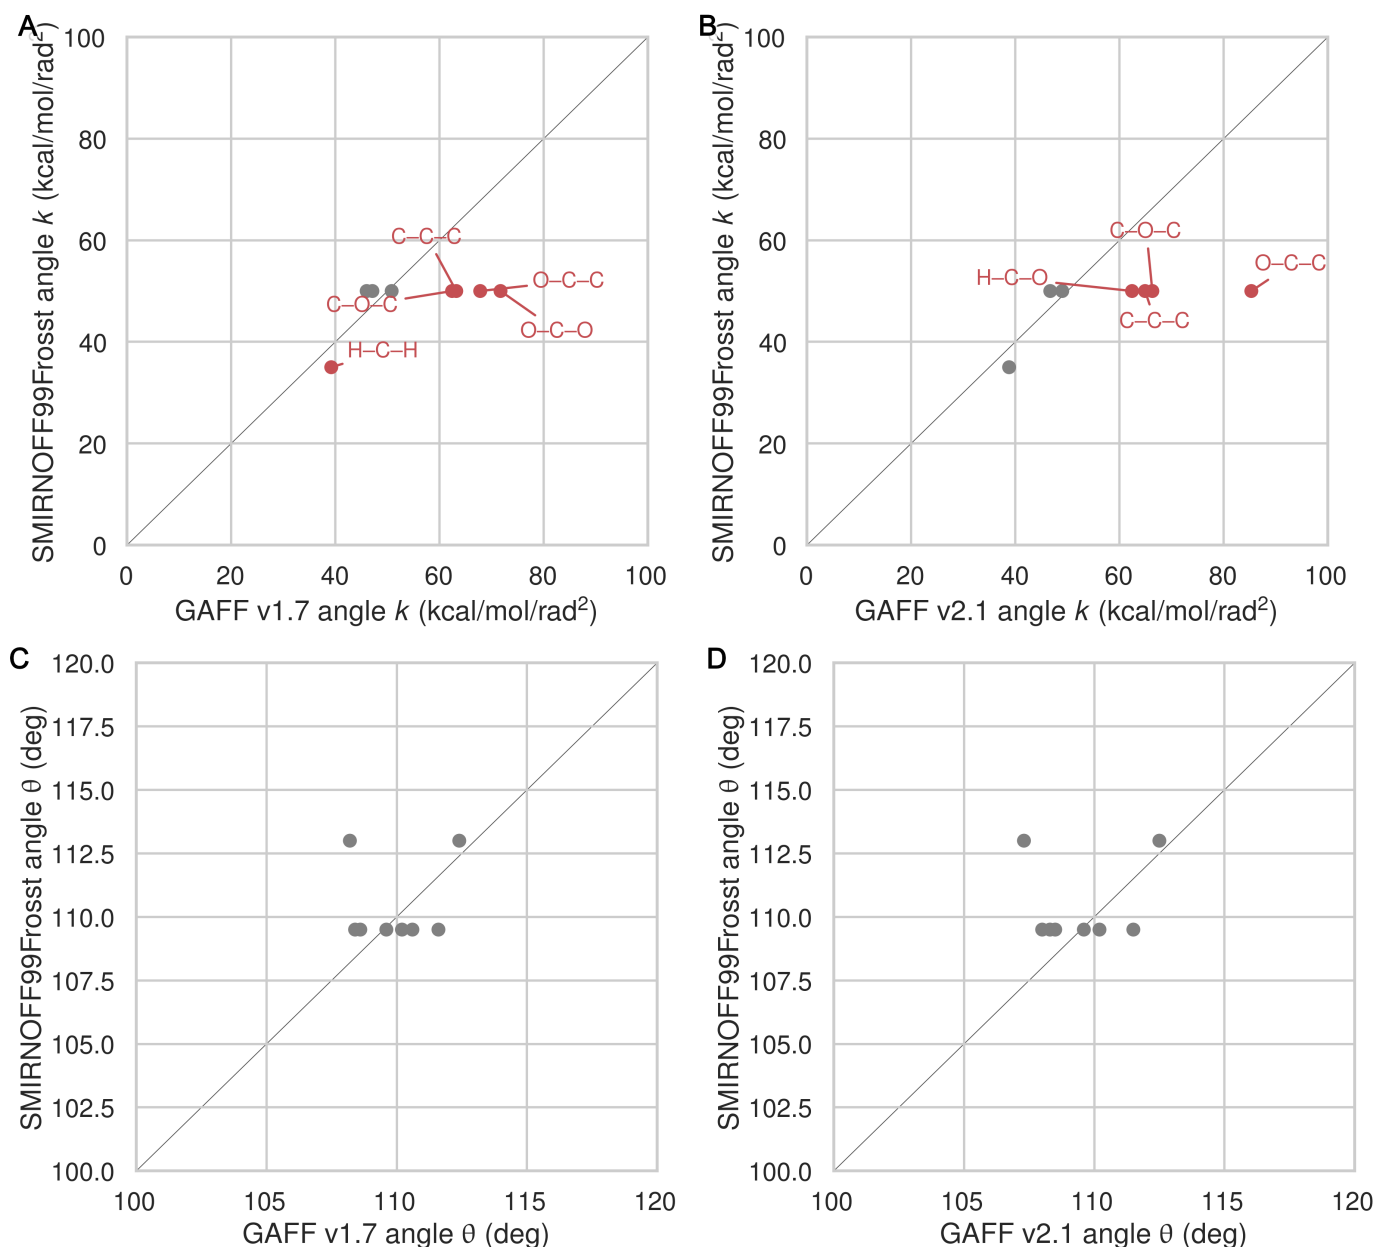 A
SMIRNOFF99Frosst angle k (kcal/mol/rad²)
100
80
60
40
20
0
C–C–C
O–C–C
C–O–C
O–C–O
H–C–H
0 20 40 60 80 100
GAFF v1.7 angle k (kcal/mol/rad²)
B
SMIRNOFF99Frosst angle k (kcal/mol/rad²)
100
80
60
40
20
0
C–O–C
O–C–C
H–C–O
C–C–C
0 20 40 60 80 100
GAFF v2.1 angle k (kcal/mol/rad²)
C
SMIRNOFF99Frosst angle θ (deg)
120.0
117.5
115.0
112.5
110.0
107.5
105.0
102.5
100.0
100 105 110 115 120
GAFF v1.7 angle θ (deg)
D
SMIRNOFF99Frosst angle θ (deg)
120.0
117.5
115.0
112.5
110.0
107.5
105.0
102.5
100.0
100 105 110 115 120
GAFF v2.1 angle θ (deg)